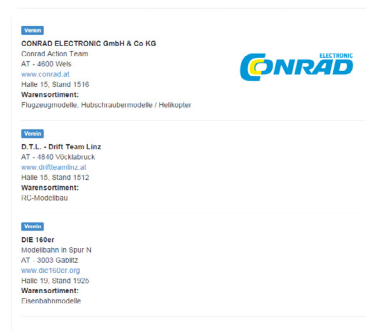 Verein
CONRAD ELECTRONIC GmbH & Co KG
Conrad Action Team
AT - 4600 Wels
www.conrad.at
Halle 15, Stand 1516
Warensortiment:
Flugzeugmodelle, Hubschraubermodelle / Helikopter
ELECTRONIC
CONRAD
Verein
D.T.L. - Drift Team Linz
AT - 4840 Vöcklabruck
www.driftteamlinz.at
Halle 15, Stand 1512
Warensortiment:
RC-Modellbau
Verein
DIE 160er
Modellbahn in Spur N
AT - 3003 Gablitz
www.die160er.org
Halle 19, Stand 1925
Warensortiment:
Eisenbahnmodelle